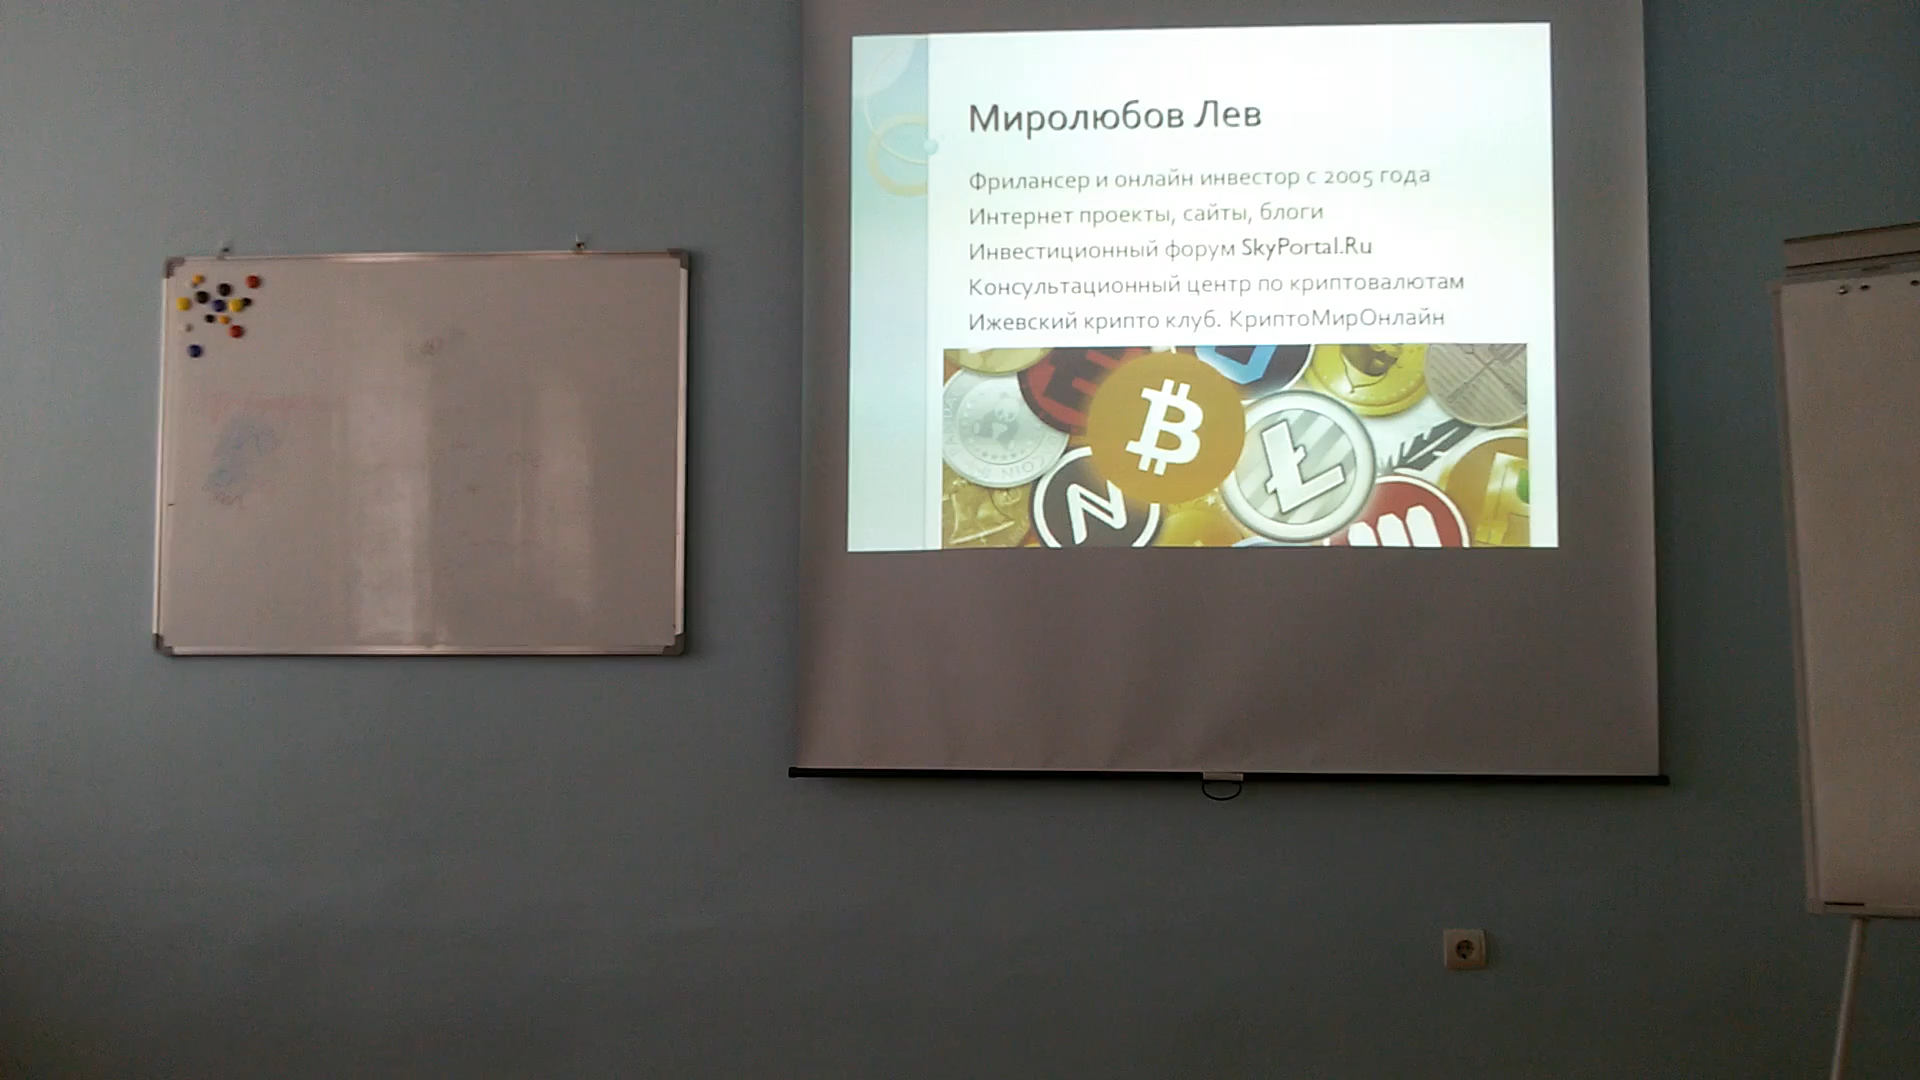 Миролюбов Лев
Фрилансер и онлайн инвестор с 2005 года
Интернет проекты, сайты, блоги
Инвестиционный форум SkyPortal.Ru
Консультационный центр по криптовалютам
Ижевский крипто клуб. КриптоМирОнлайн